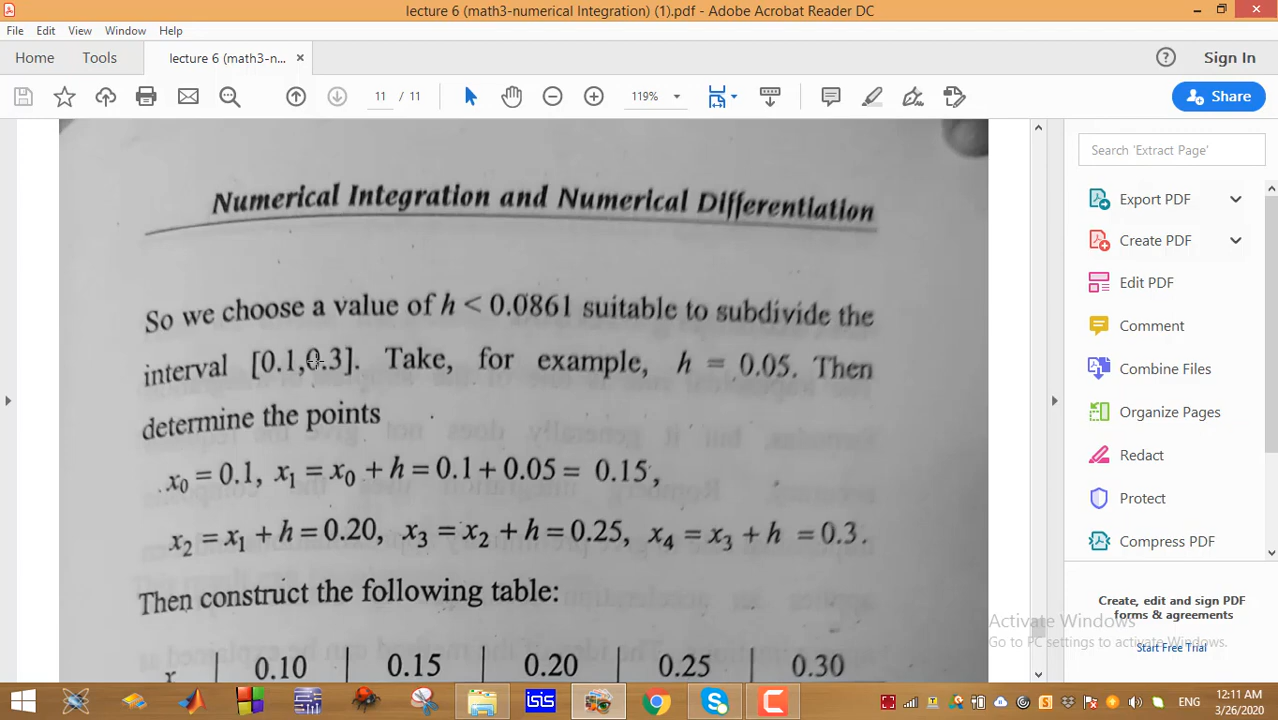 lecture 6 (math3-numerical Integration) (1).pdf - Adobe Acrobat Reader DC
File Edit View Window Help
Home Tools lecture 6 (math3-n... × Sign In
11 / 11 119% Share
Numerical Integration and Numerical Differentiation
So we choose a value of h < 0.0861 suitable to subdivide the
interval [0.1,0.3]. Take, for example, h = 0.05. Then
determine the points
x₀ = 0.1, x₁ = x₀ + h = 0.1 + 0.05 = 0.15,
x₂ = x₁ + h = 0.20, x₃ = x₂ + h = 0.25, x₄ = x₃ + h = 0.3.
Then construct the following table:
x 0.10 0.15 0.20 0.25 0.30
Search 'Extract Page'
Export PDF
Create PDF
Edit PDF
Comment
Combine Files
Organize Pages
Redact
Protect
Compress PDF
Create, edit and sign PDF
forms & agreements
Start Free Trial
Activate Windows
Go to PC settings to activate Windows.
isis
ENG
12:11 AM
3/26/2020